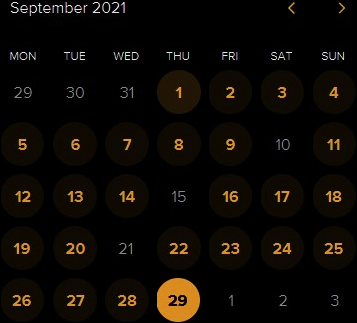 September 2021 < >
MON TUE WED THU FRI SAT SUN
29 30 31 1 2 3 4
5 6 7 8 9 10 11
12 13 14 15 16 17 18
19 20 21 22 23 24 25
26 27 28 29 1 2 3